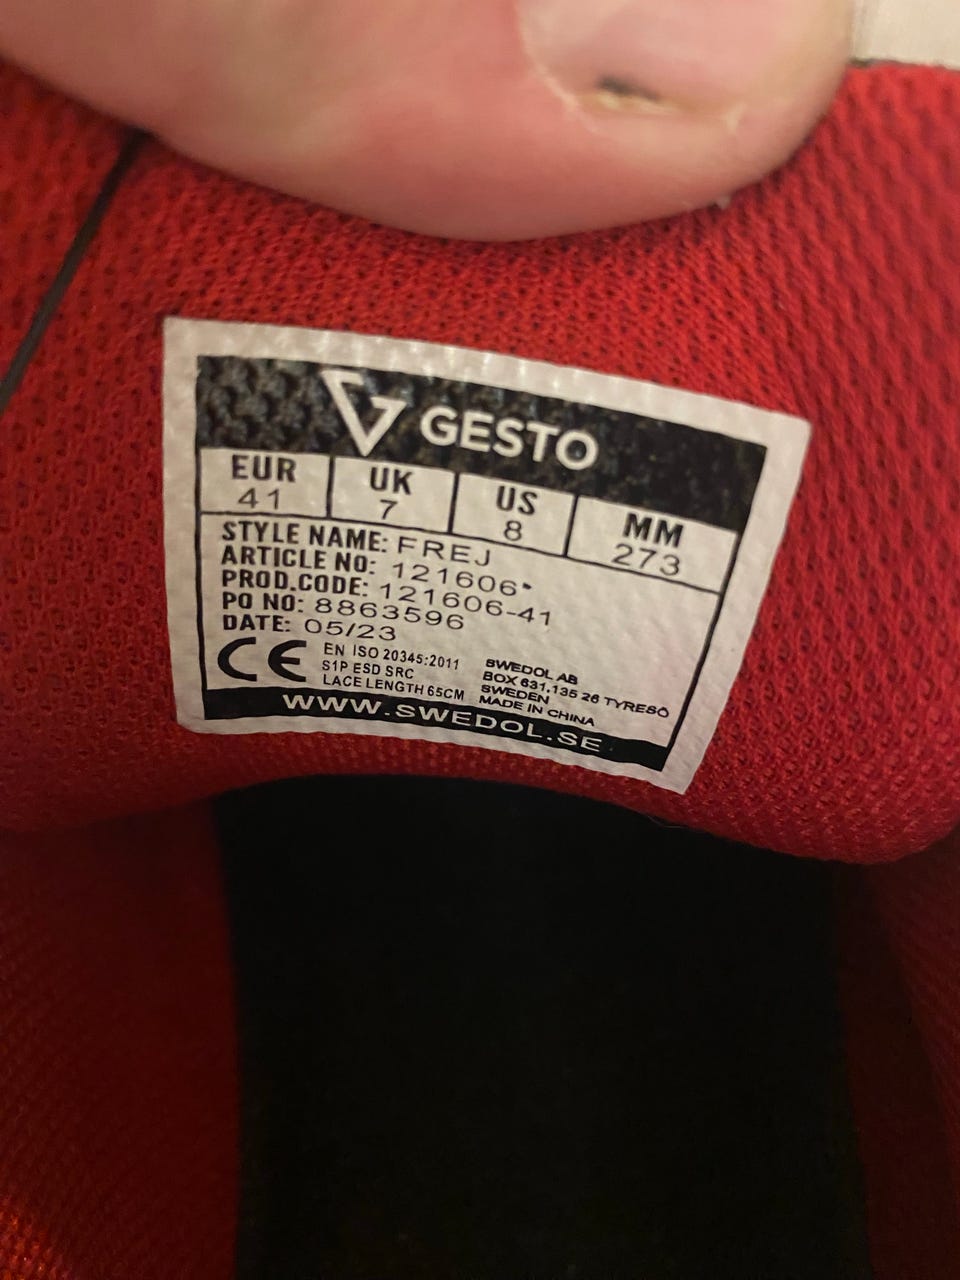 GESTO
EUR UK US MM
41 7 8 273
STYLE NAME: FREJ
ARTICLE NO: 121606*
PROD.CODE: 121606-41
PO NO: 8863596
DATE: 05/23
CE
EN ISO 20345:2011
S1P ESD SRC
LACE LENGTH 65CM
SWEDOL AB
BOX 631,135 26 TYRESÖ
SWEDEN
MADE IN CHINA
WWW.SWEDOL.SE